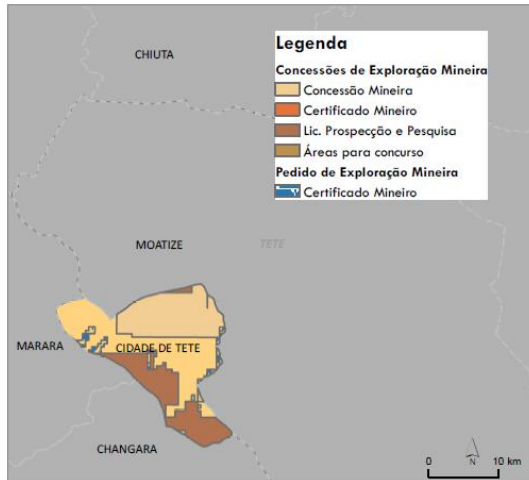 CHIUTA
Legenda
Concessões de Exploração Mineira
Concessão Mineira
Certificado Mineiro
Lic. Prospecção e Pesquisa
Áreas para concurso
Pedido de Exploração Mineira
Certificado Mineiro
MOATIZE
TETE
MARARA
CIDADE DE TETE
CHANGARA
N
0 10 km